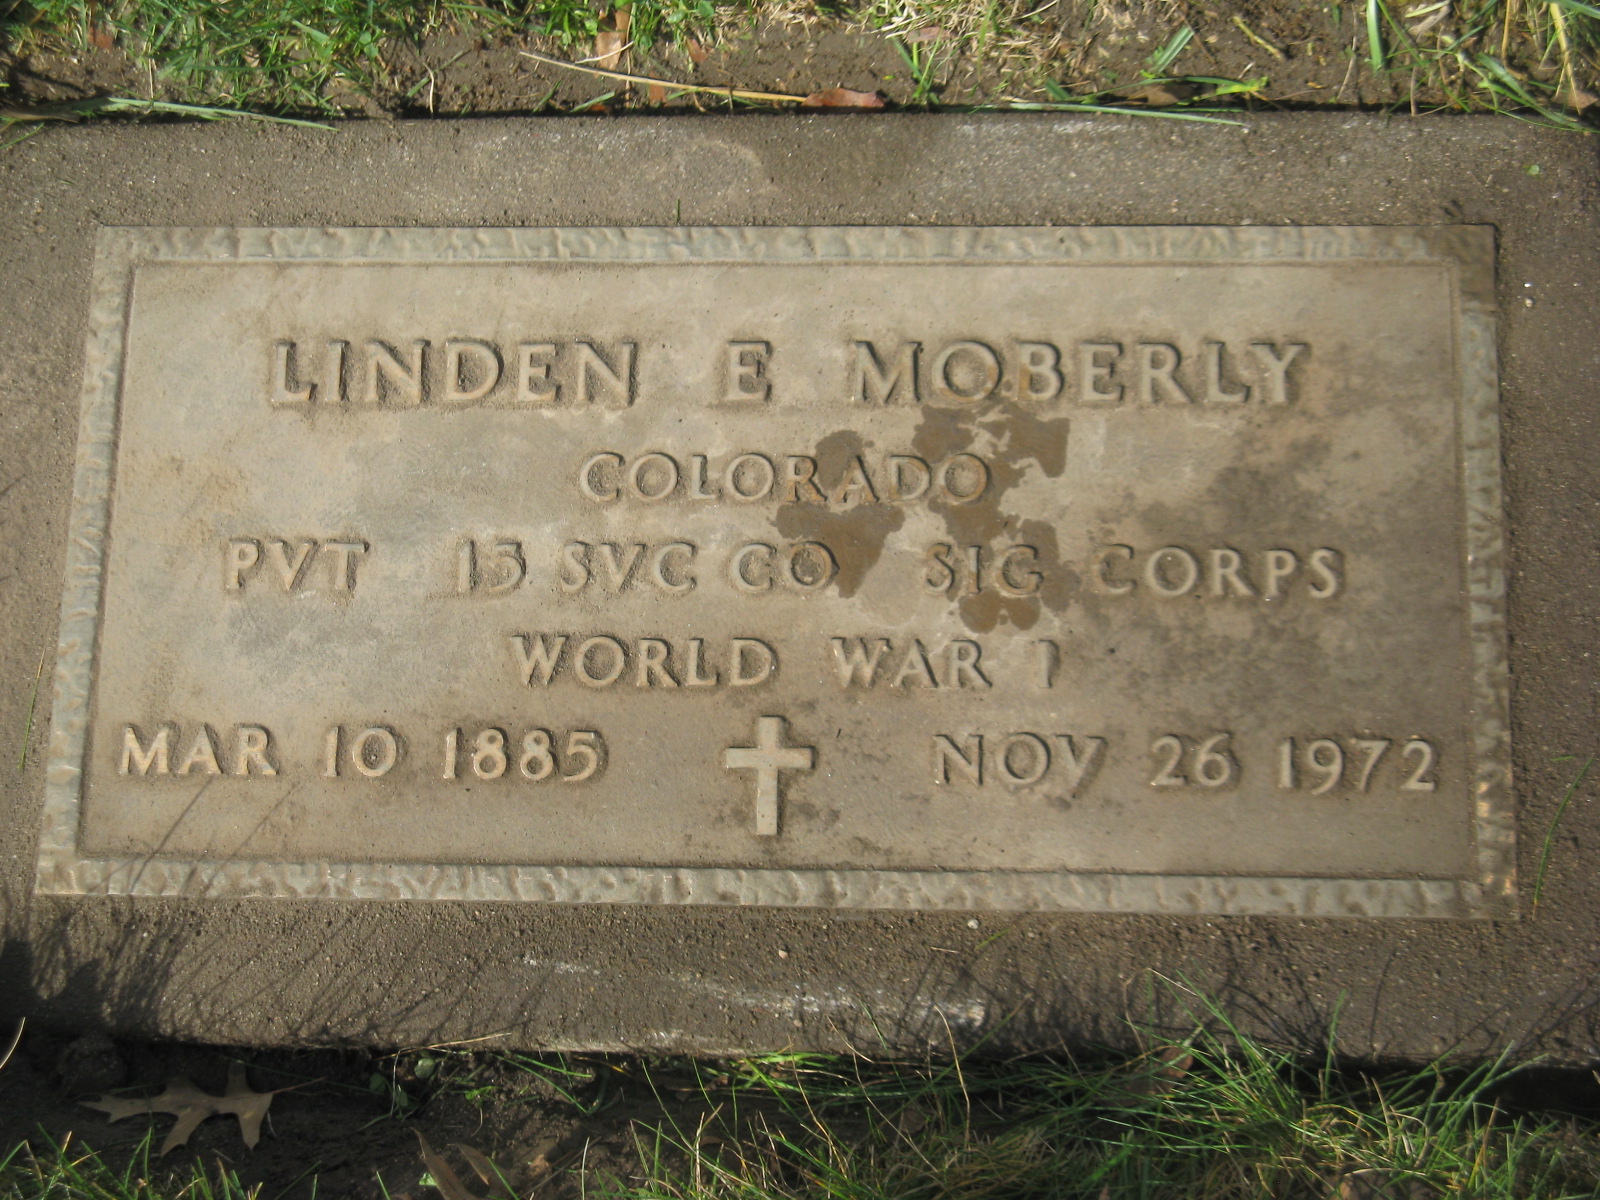 LINDEN E MOBERLY
COLORADO
PVT 15 SVC CO SIG CORPS
WORLD WAR I
MAR 10 1885 NOV 26 1972